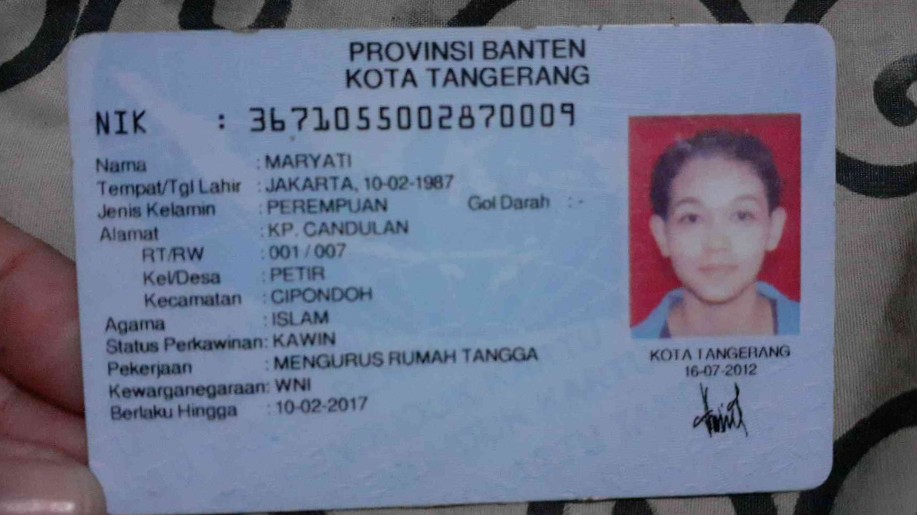 PROVINSI BANTEN
KOTA TANGERANG
NIK : 3671055002870009
Nama : MARYATI
Tempat/Tgl Lahir : JAKARTA, 10-02-1987
Jenis Kelamin : PEREMPUAN Gol Darah : -
Alamat : KP. CANDULAN
RT/RW : 001 / 007
Kel/Desa : PETIR
Kecamatan : CIPONDOH
Agama : ISLAM
Status Perkawinan: KAWIN
Pekerjaan : MENGURUS RUMAH TANGGA
Kewarganegaraan: WNI
Berlaku Hingga : 10-02-2017
KOTA TANGERANG
16-07-2012